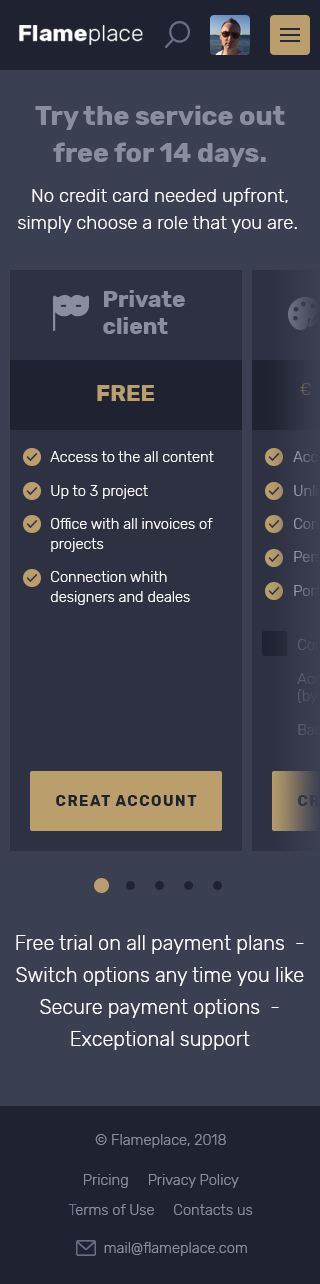 Flameplace
Try the service out
free for 14 days.
No credit card needed upfront,
simply choose a role that you are.
Private
client
FREE
Access to the all content
Up to 3 project
Office with all invoices of
projects
Connection whith
designers and deales
CREAT ACCOUNT
€
Free trial on all payment plans -
Switch options any time you like
Secure payment options -
Exceptional support
© Flameplace, 2018
Pricing Privacy Policy
Terms of Use Contacts us
mail@flameplace.com